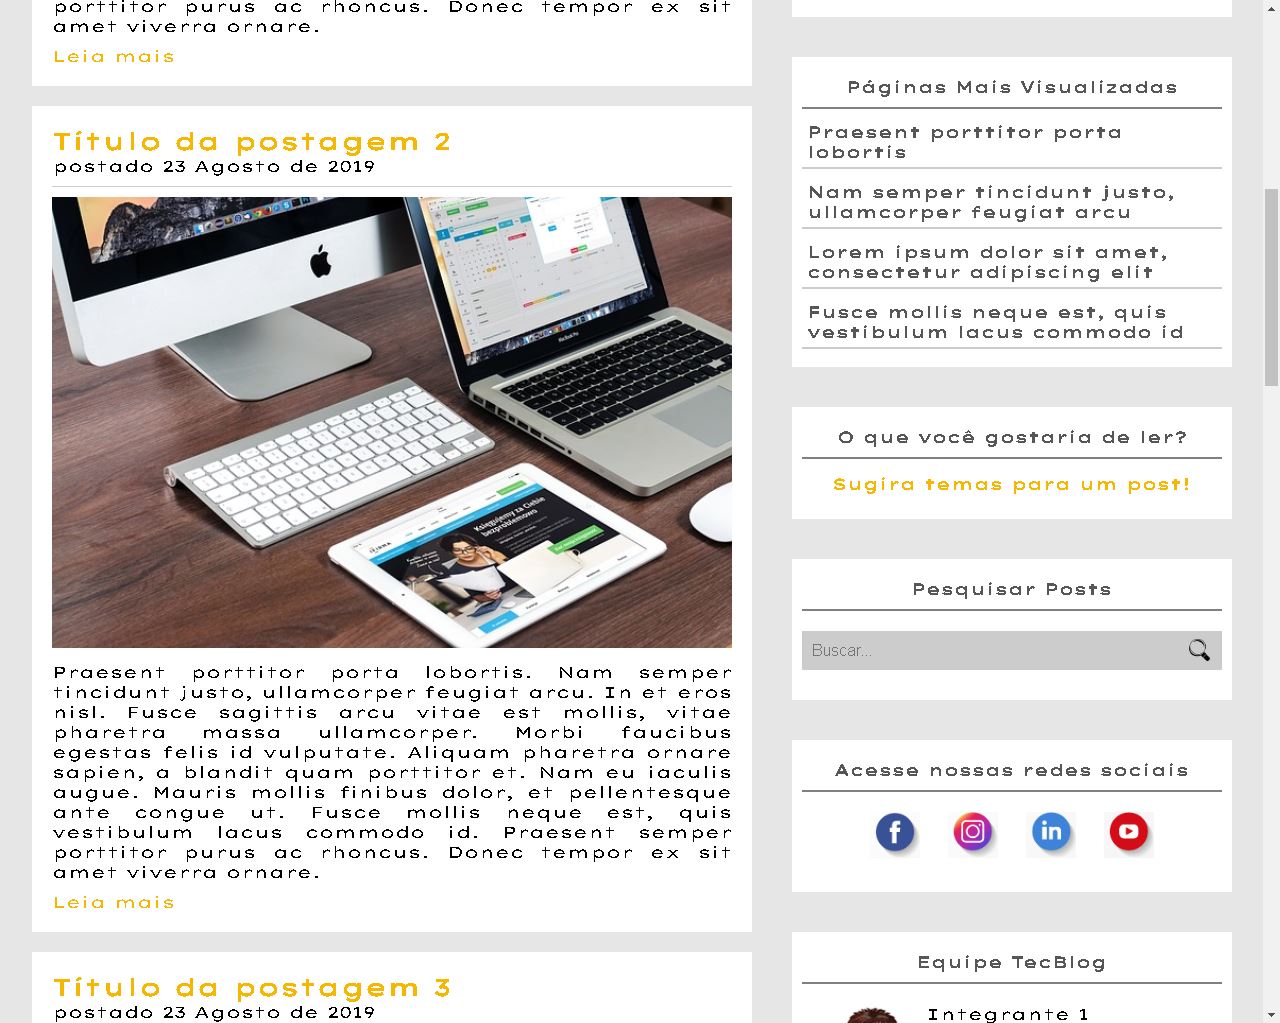 porttitor purus ac rhoncus. Donec tempor ex sit
amet viverra ornare.
Leia mais
Título da postagem 2
postado 23 Agosto de 2019
Księgujemy za Ciebie
bezproblemowo
Praesent porttitor porta lobortis. Nam semper
tincidunt justo, ullamcorper feugiat arcu. In et eros
nisl. Fusce sagittis arcu vitae est mollis, vitae
pharetra massa ullamcorper. Morbi faucibus
egestas felis id vulputate. Aliquam pharetra ornare
sapien, a blandit quam porttitor et. Nam eu iaculis
augue. Mauris mollis finibus dolor, et pellentesque
ante congue ut. Fusce mollis neque est, quis
vestibulum lacus commodo id. Praesent semper
porttitor purus ac rhoncus. Donec tempor ex sit
amet viverra ornare.
Leia mais
Título da postagem 3
postado 23 Agosto de 2019
Páginas Mais Visualizadas
Praesent porttitor porta
lobortis
Nam semper tincidunt justo,
ullamcorper feugiat arcu
Lorem ipsum dolor sit amet,
consectetur adipiscing elit
Fusce mollis neque est, quis
vestibulum lacus commodo id
O que você gostaria de ler?
Sugira temas para um post!
Pesquisar Posts
Buscar...
Acesse nossas redes sociais
f
in
Equipe TecBlog
Integrante 1